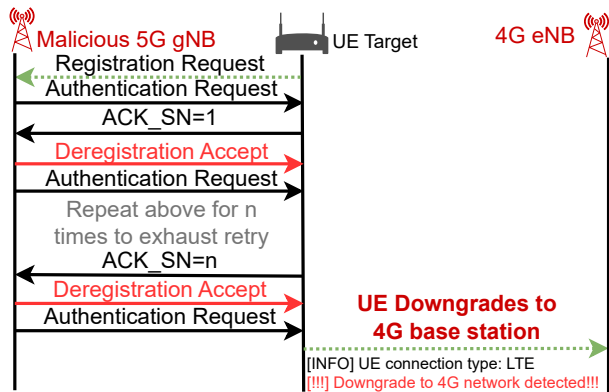 Malicious 5G gNB
UE Target
4G eNB
Registration Request
Authentication Request
ACK_SN=1
Deregistration Accept
Authentication Request
Repeat above for n
times to exhaust retry
ACK_SN=n
Deregistration Accept
Authentication Request
UE Downgrades to
4G base station
[INFO] UE connection type: LTE
[!!!] Downgrade to 4G network detected!!!